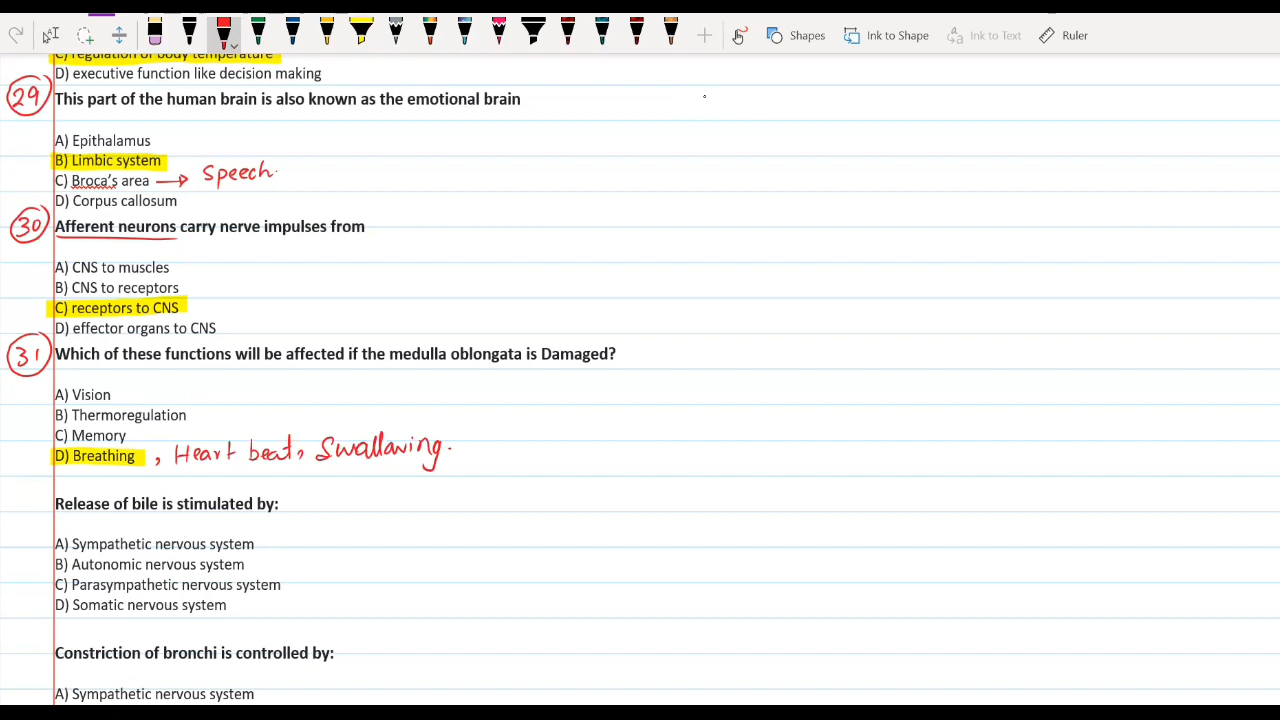 Shapes
Ink to Shape
Ink to Text
Ruler
C) regulation of body temperature
D) executive function like decision making
29 This part of the human brain is also known as the emotional brain
A) Epithalamus
B) Limbic system
C) Broca's area → Speech.
D) Corpus callosum
30 Afferent neurons carry nerve impulses from
A) CNS to muscles
B) CNS to receptors
C) receptors to CNS
D) effector organs to CNS
31 Which of these functions will be affected if the medulla oblongata is Damaged?
A) Vision
B) Thermoregulation
C) Memory
D) Breathing , Heart beat, Swallawing.
Release of bile is stimulated by:
A) Sympathetic nervous system
B) Autonomic nervous system
C) Parasympathetic nervous system
D) Somatic nervous system
Constriction of bronchi is controlled by:
A) Sympathetic nervous system